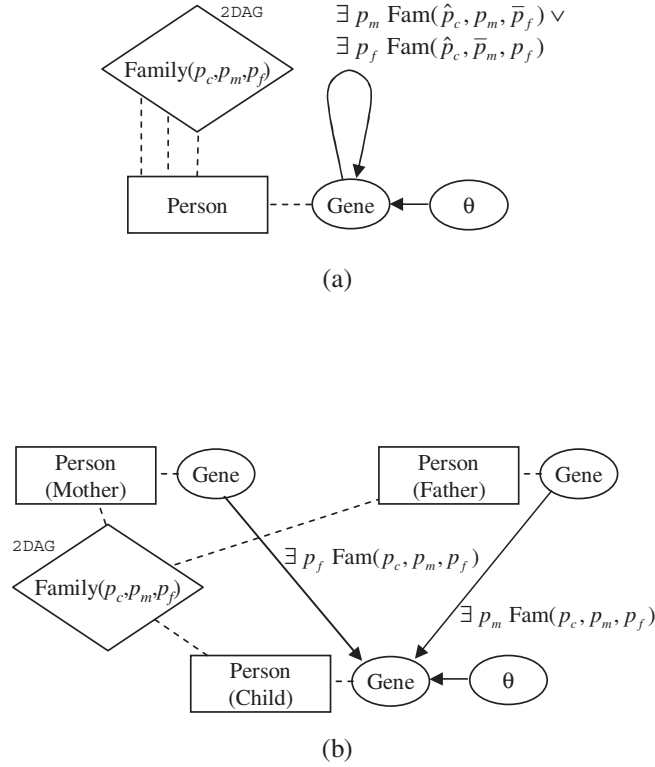 2DAG
∃ p_m Fam(p̂_c, p_m, p̄_f) ∨
∃ p_f Fam(p̂_c, p̄_m, p_f)
Family(p_c,p_m,p_f)
Person
Gene
θ
(a)
Person
(Mother)
Gene
Person
(Father)
Gene
2DAG
∃ p_f Fam(p_c, p_m, p_f)
Family(p_c,p_m,p_f)
∃ p_m Fam(p_c, p_m, p_f)
Person
(Child)
Gene
θ
(b)